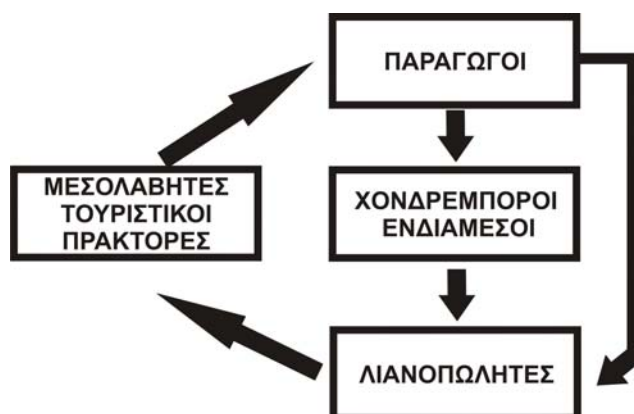 ΠΑΡΑΓΩΓΟΙ
ΜΕΣΟΛΑΒΗΤΕΣ
ΤΟΥΡΙΣΤΙΚΟΙ
ΠΡΑΚΤΟΡΕΣ
ΧΟΝΔΡΕΜΠΟΡΟΙ
ΕΝΔΙΑΜΕΣΟΙ
ΛΙΑΝΟΠΩΛΗΤΕΣ